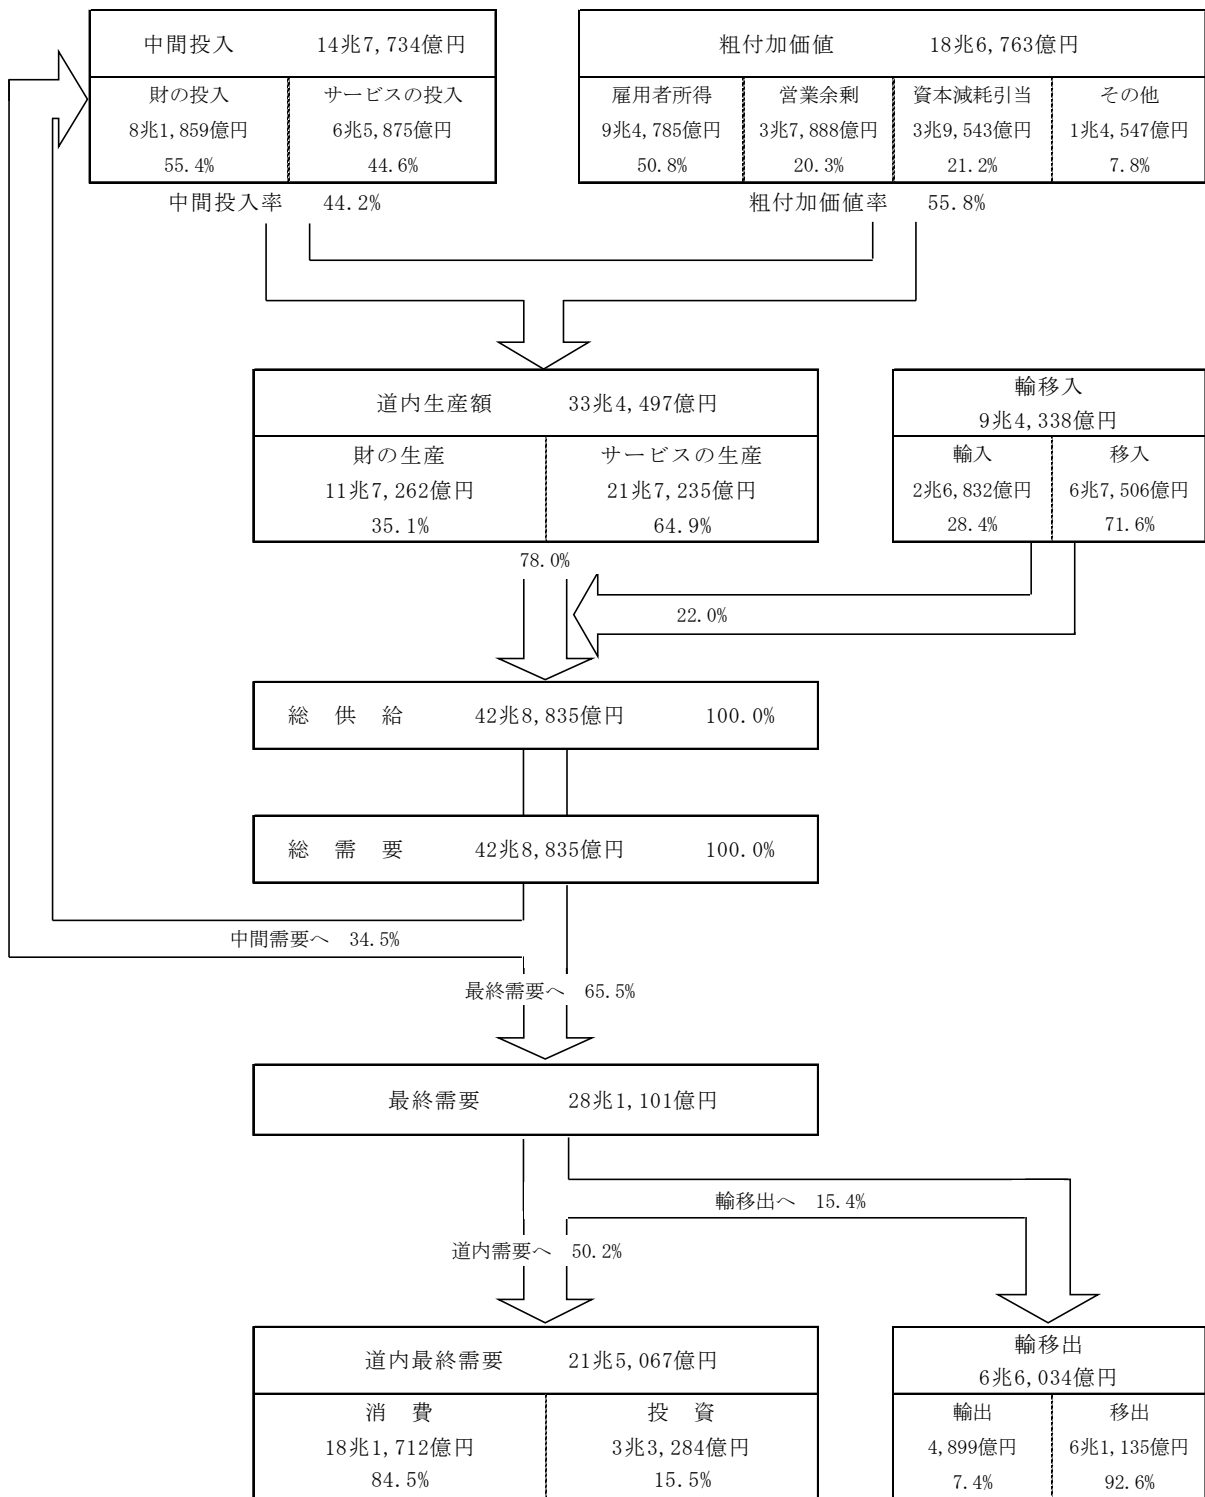 中間投入 14兆7,734億円
財の投入 サービスの投入
8兆1,859億円 6兆5,875億円
55.4% 44.6%
中間投入率 44.2%
粗付加価値 18兆6,763億円
雇用者所得 営業余剰 資本減耗引当 その他
9兆4,785億円 3兆7,888億円 3兆9,543億円 1兆4,547億円
50.8% 20.3% 21.2% 7.8%
粗付加価値率 55.8%
道内生産額 33兆4,497億円
財の生産 サービスの生産
11兆7,262億円 21兆7,235億円
35.1% 64.9%
78.0%
輸移入
9兆4,338億円
輸入 移入
2兆6,832億円 6兆7,506億円
28.4% 71.6%
22.0%
総 供 給 42兆8,835億円 100.0%
総 需 要 42兆8,835億円 100.0%
中間需要へ 34.5%
最終需要へ 65.5%
最終需要 28兆1,101億円
輸移出へ 15.4%
道内需要へ 50.2%
道内最終需要 21兆5,067億円
消 費 投 資
18兆1,712億円 3兆3,284億円
84.5% 15.5%
輸移出
6兆6,034億円
輸出 移出
4,899億円 6兆1,135億円
7.4% 92.6%